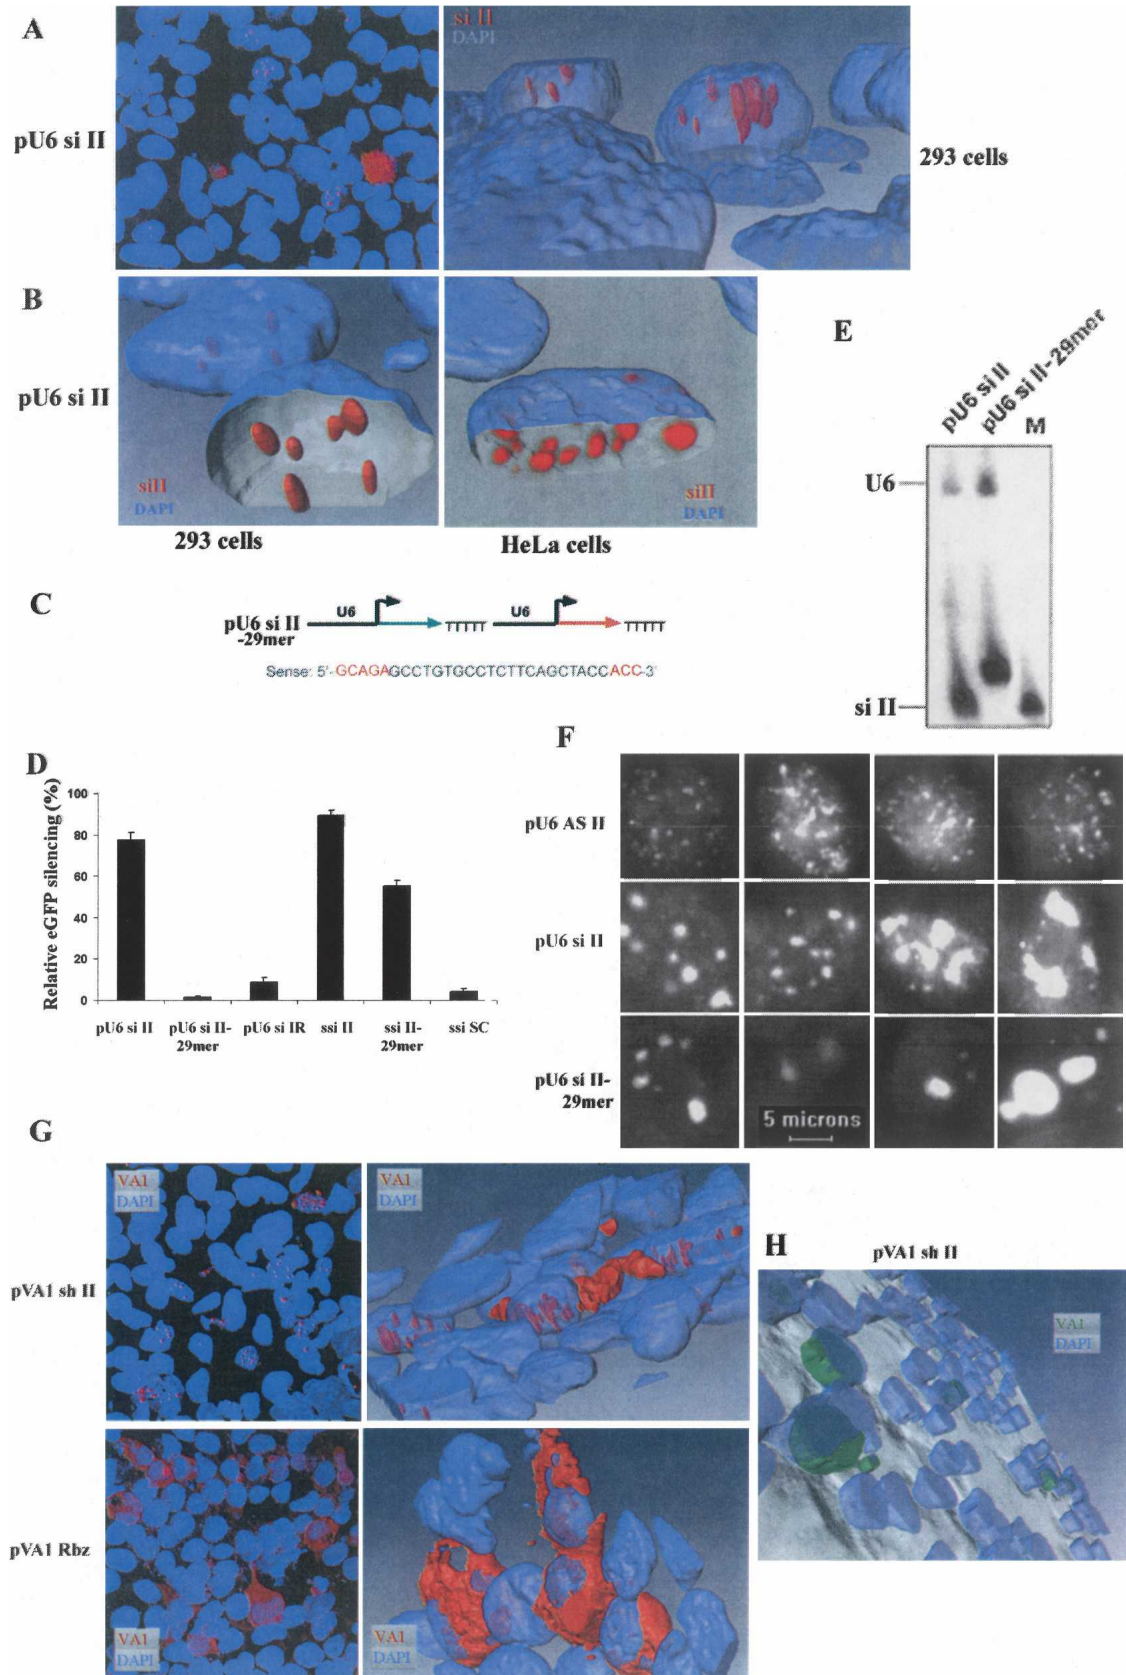 A
pU6 si II
si II
DAPI
293 cells
B
pU6 si II
siII
DAPI
siII
DAPI
293 cells
HeLa cells
C
pU6 si II
-29mer
U6
TTTTT
U6
TTTTT
Sense: 5'-GCAGAGCCTGTGCCTCTTCAGCTACCACC-3'
D
Relative eGFP silencing (%)
100
80
60
40
20
0
pU6 si II
pU6 si II-
29mer
pU6 si IR
ssi II
ssi II-
29mer
ssi SC
E
pU6 si II
pU6 si II-29mer
M
U6
si II
F
pU6 AS II
pU6 si II
pU6 si II-
29mer
5 microns
G
VA1
DAPI
VA1
DAPI
pVA1 sh II
pVA1 Rbz
VA1
DAPI
VA1
DAPI
H
pVA1 sh II
VA1
DAPI